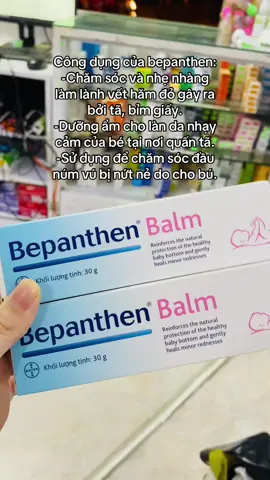 Công dụng của bepanthen:
-Chăm sóc và nhẹ nhàng
làm lành vết hăm đỏ gây ra
bởi tã, bỉm giấy.
-Dưỡng ẩm cho làn da nhạy
cảm của bé tại nơi quấn tã.
-Sử dụng để chăm sóc đầu
núm vú bị nứt nẻ do cho bú.
Bepanthen® Balm
Reinforces the natural
protection of the healthy
baby bottom and gently
heals minor rednesses
Khối lượng tịnh: 30 g
Bepanthen® Balm
Reinforces the natural
protection of the healthy
baby bottom and gently
heals minor rednesses
Khối lượng tịnh: 30 g